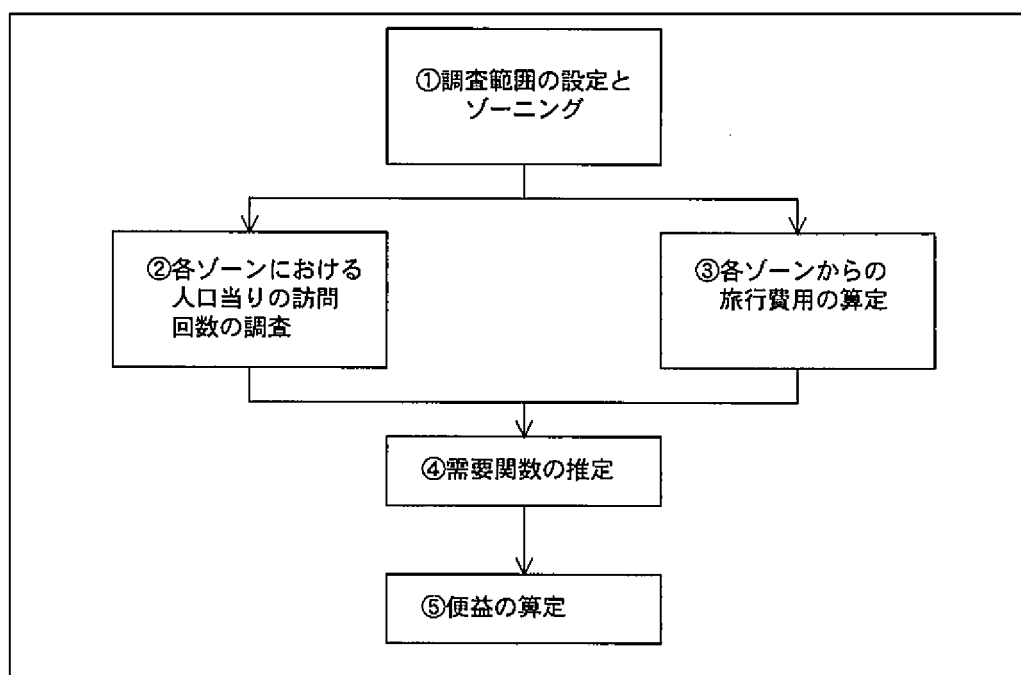 ①調査範囲の設定と
ゾーニング
②各ゾーンにおける
人口当りの訪問
回数の調査
③各ゾーンからの
旅行費用の算定
④需要関数の推定
⑤便益の算定